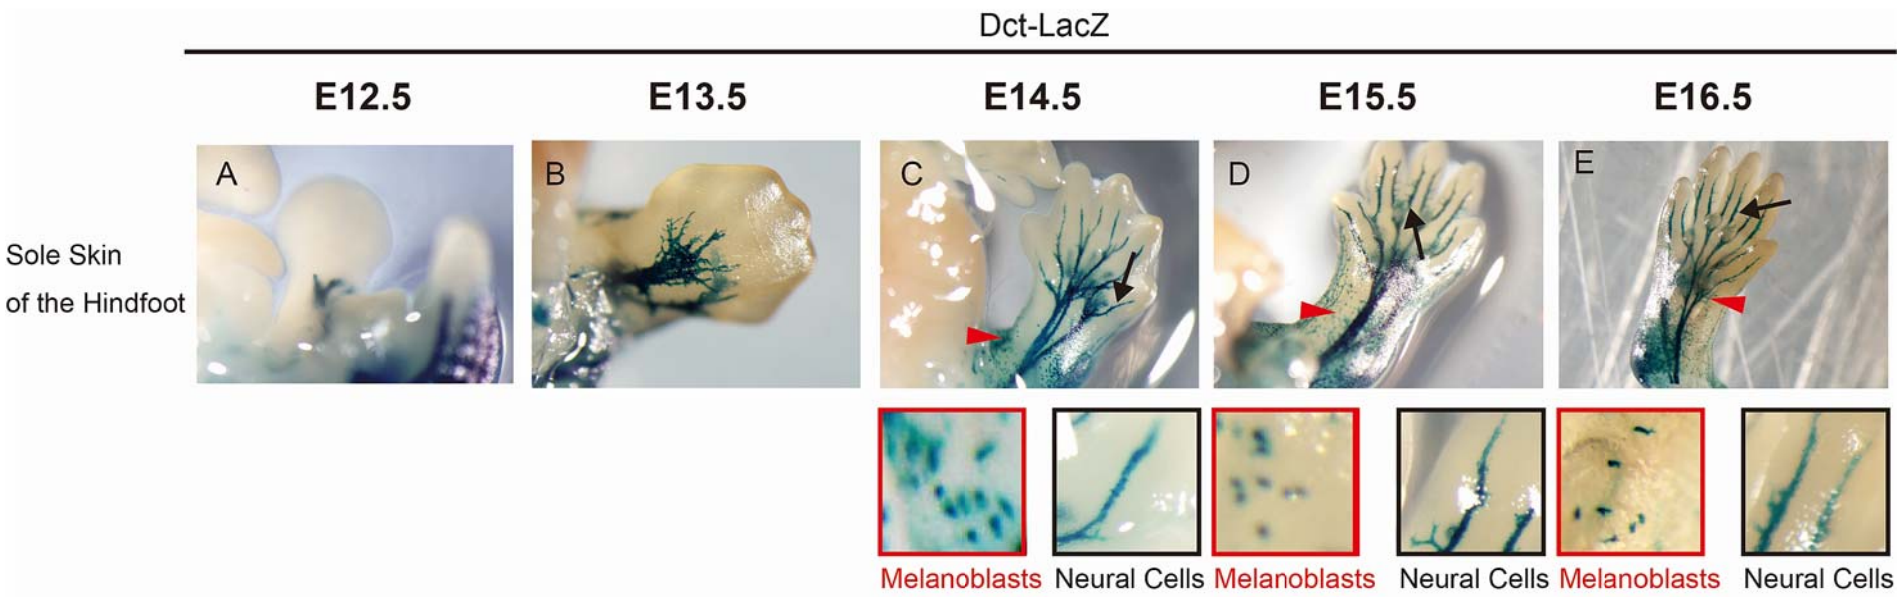 Dct-LacZ
E12.5 E13.5 E14.5 E15.5 E16.5
A B C D E
Sole Skin
of the Hindfoot
Melanoblasts Neural Cells Melanoblasts Neural Cells Melanoblasts Neural Cells